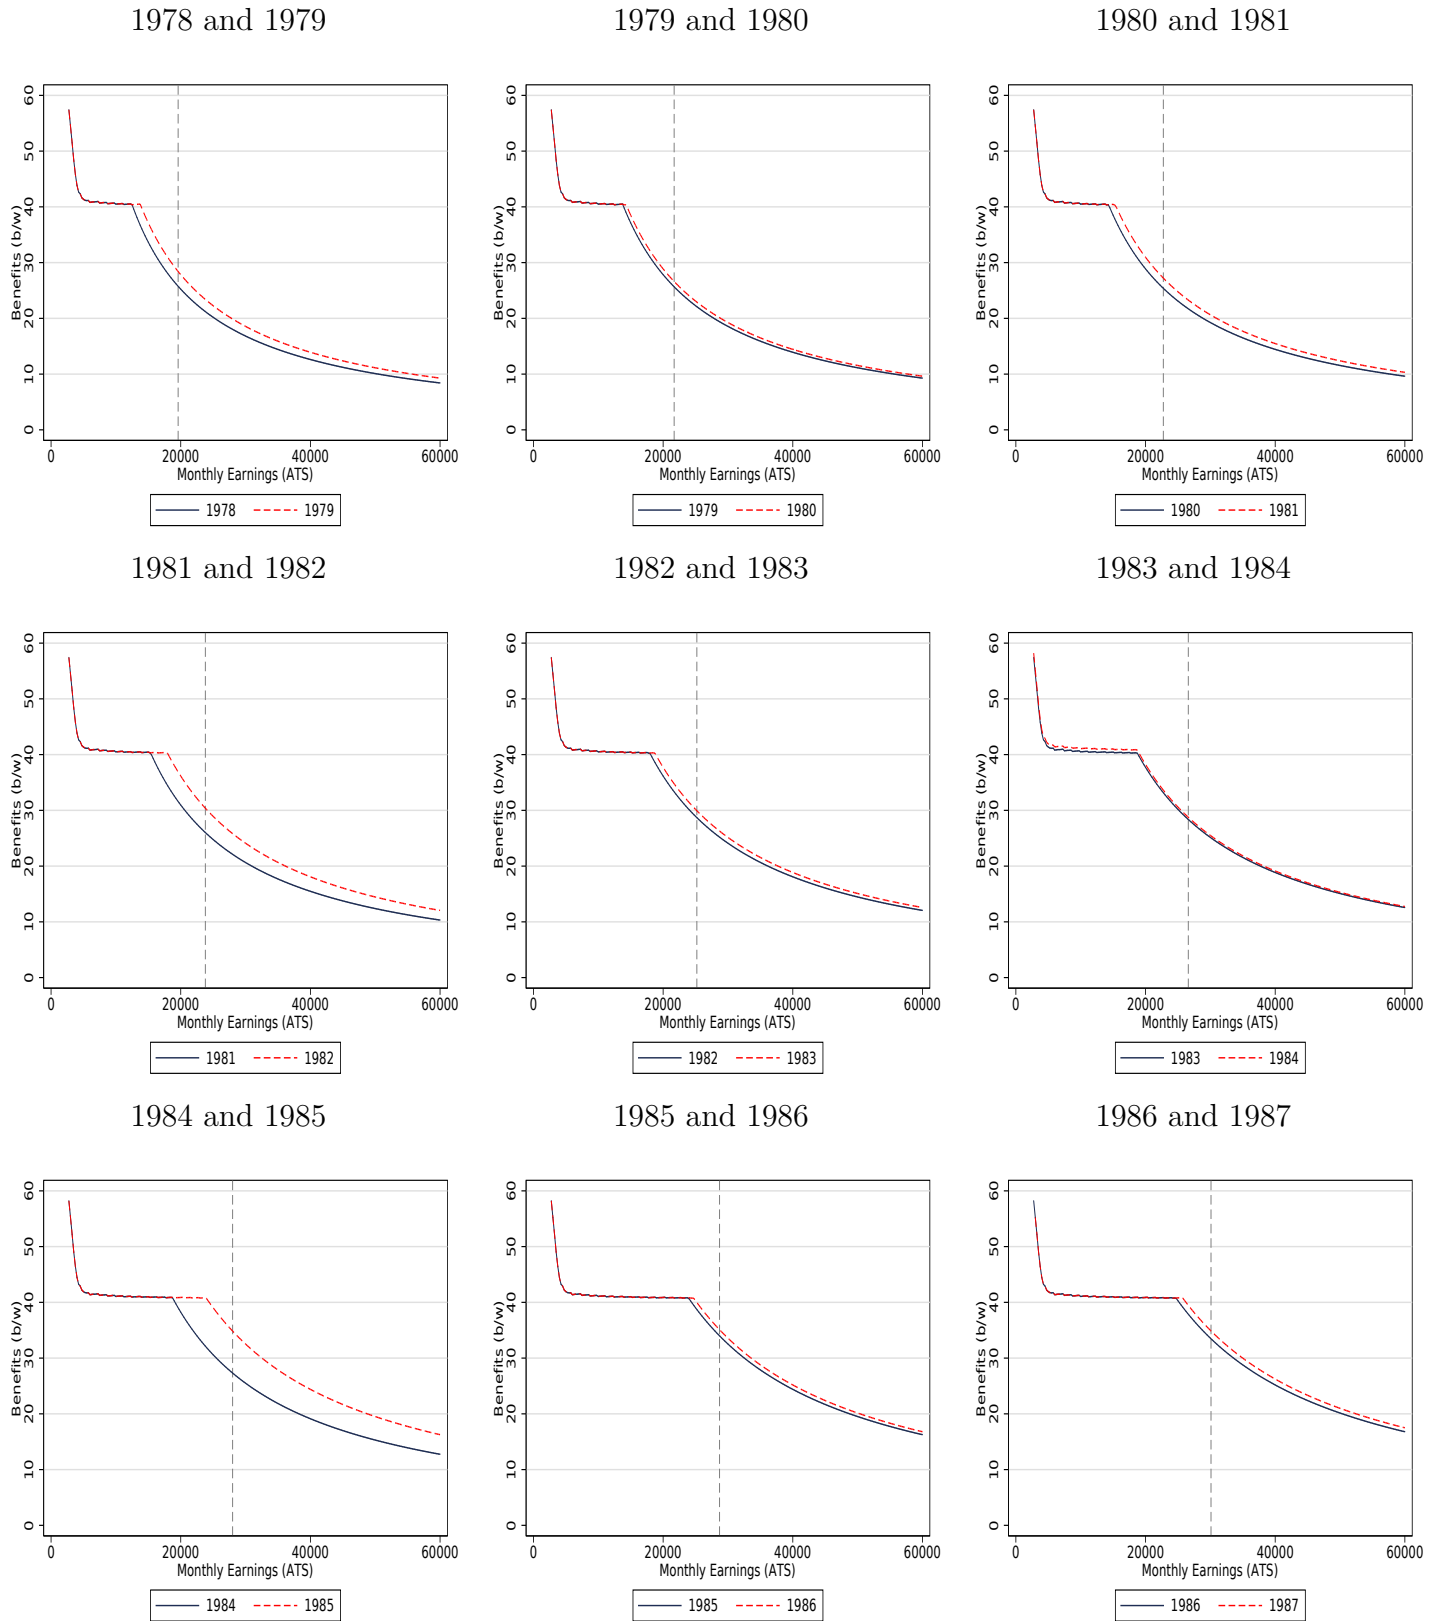 1978 and 1979
1979 and 1980
1980 and 1981
Benefits (b/w)
0 10 20 30 40 50 60
0 20000 40000 60000
Monthly Earnings (ATS)
1978 1979
Benefits (b/w)
0 10 20 30 40 50 60
0 20000 40000 60000
Monthly Earnings (ATS)
1979 1980
Benefits (b/w)
0 10 20 30 40 50 60
0 20000 40000 60000
Monthly Earnings (ATS)
1980 1981
1981 and 1982
1982 and 1983
1983 and 1984
Benefits (b/w)
0 10 20 30 40 50 60
0 20000 40000 60000
Monthly Earnings (ATS)
1981 1982
Benefits (b/w)
0 10 20 30 40 50 60
0 20000 40000 60000
Monthly Earnings (ATS)
1982 1983
Benefits (b/w)
0 10 20 30 40 50 60
0 20000 40000 60000
Monthly Earnings (ATS)
1983 1984
1984 and 1985
1985 and 1986
1986 and 1987
Benefits (b/w)
0 10 20 30 40 50 60
0 20000 40000 60000
Monthly Earnings (ATS)
1984 1985
Benefits (b/w)
0 10 20 30 40 50 60
0 20000 40000 60000
Monthly Earnings (ATS)
1985 1986
Benefits (b/w)
0 10 20 30 40 50 60
0 20000 40000 60000
Monthly Earnings (ATS)
1986 1987